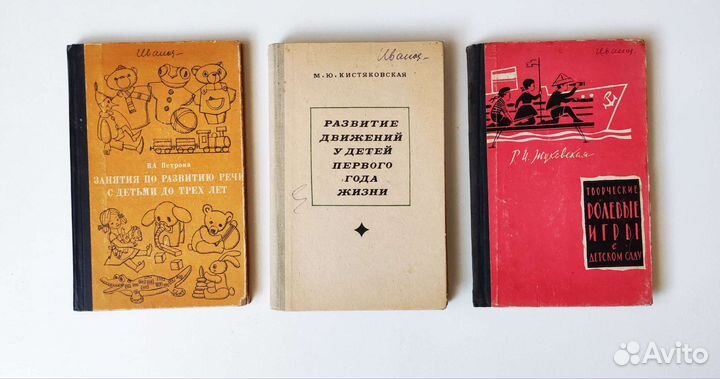 Иванов
В.А Петрова
ЗАНЯТИЯ ПО РАЗВИТИЮ РЕЧИ
С ДЕТЬМИ ДО ТРЕХ ЛЕТ
Иванов
М. Ю. КИСТЯКОВСКАЯ
РАЗВИТИЕ
ДВИЖЕНИЙ
У ДЕТЕЙ
ПЕРВОГО
ГОДА
ЖИЗНИ
Иванов
Р. И. Жуковская
ТВОРЧЕСКИЕ
РОЛЕВЫЕ
ИГРЫ
в
ДЕТСКОМ САДУ
Avito